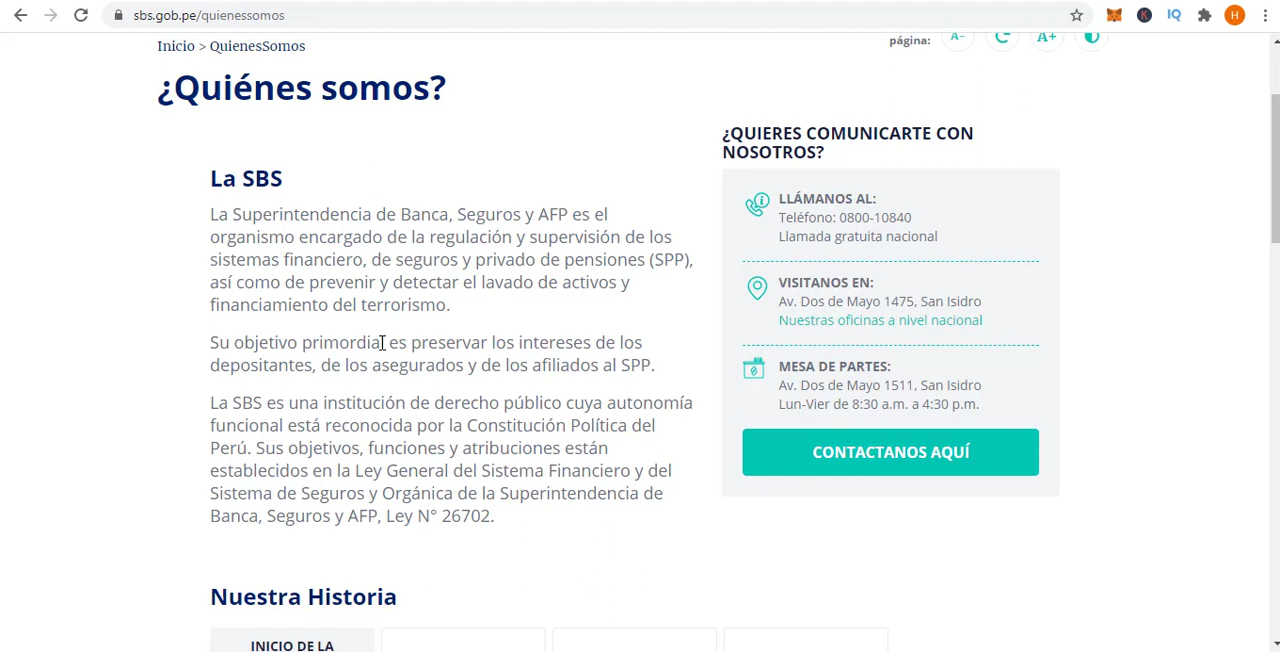 sbs.gob.pe/quienessomos
K
IQ
H
Inicio > QuienesSomos
página:
A-
A+
¿Quiénes somos?
La SBS
La Superintendencia de Banca, Seguros y AFP es el
organismo encargado de la regulación y supervisión de los
sistemas financiero, de seguros y privado de pensiones (SPP),
así como de prevenir y detectar el lavado de activos y
financiamiento del terrorismo.
Su objetivo primordial es preservar los intereses de los
depositantes, de los asegurados y de los afiliados al SPP.
La SBS es una institución de derecho público cuya autonomía
funcional está reconocida por la Constitución Política del
Perú. Sus objetivos, funciones y atribuciones están
establecidos en la Ley General del Sistema Financiero y del
Sistema de Seguros y Orgánica de la Superintendencia de
Banca, Seguros y AFP, Ley N° 26702.
¿QUIERES COMUNICARTE CON
NOSOTROS?
LLÁMANOS AL:
Teléfono: 0800-10840
Llamada gratuita nacional
VISITANOS EN:
Av. Dos de Mayo 1475, San Isidro
Nuestras oficinas a nivel nacional
MESA DE PARTES:
Av. Dos de Mayo 1511, San Isidro
Lun-Vier de 8:30 a.m. a 4:30 p.m.
CONTACTANOS AQUÍ
Nuestra Historia
INICIO DE LA